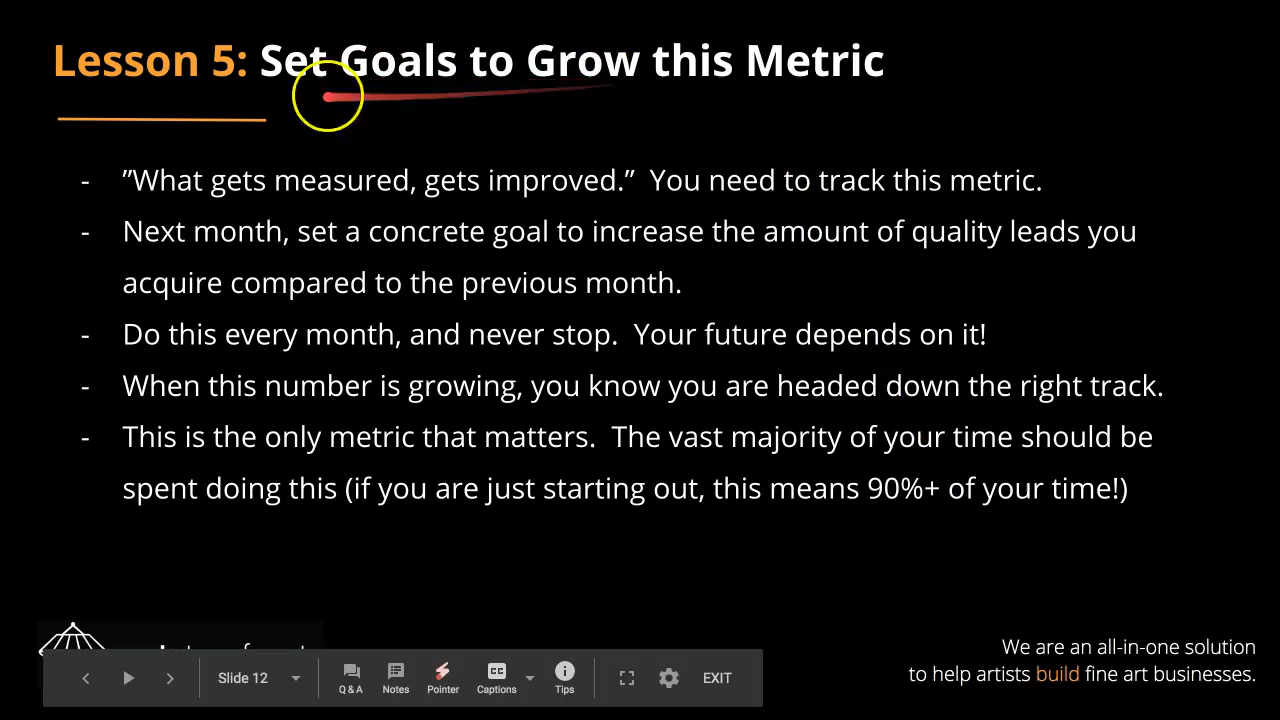 Lesson 5: Set Goals to Grow this Metric
- ”What gets measured, gets improved.” You need to track this metric.
- Next month, set a concrete goal to increase the amount of quality leads you
acquire compared to the previous month.
- Do this every month, and never stop. Your future depends on it!
- When this number is growing, you know you are headed down the right track.
- This is the only metric that matters. The vast majority of your time should be
spent doing this (if you are just starting out, this means 90%+ of your time!)
We are an all-in-one solution
to help artists build fine art businesses.
Slide 12
Q & A
Notes
Pointer
CC
Captions
Tips
EXIT